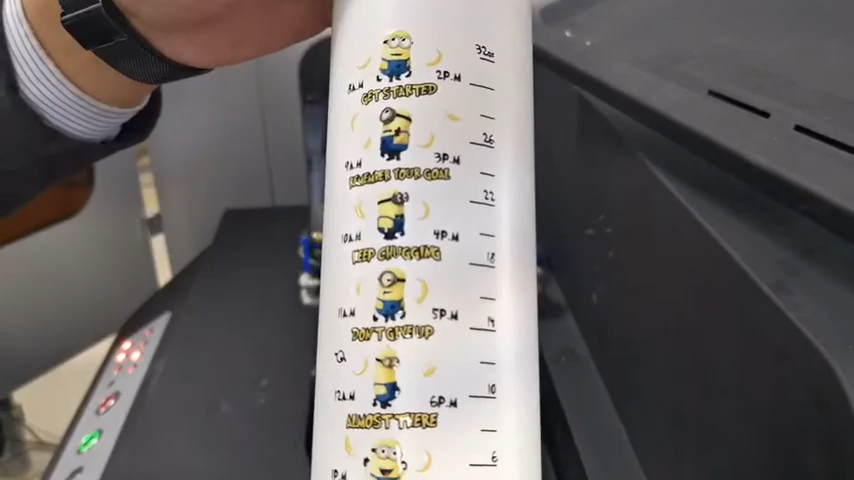 32oz
8A.M 2P.M
GET STARTED
26
9A.M 3P.M
REMEMBER YOUR GOAL
22
10A.M 4P.M
KEEP CHUGGING
18
11A.M 5P.M
DON'T GIVE UP
14
12A.M 6P.M
10
ALMOST THERE
1P.M
6